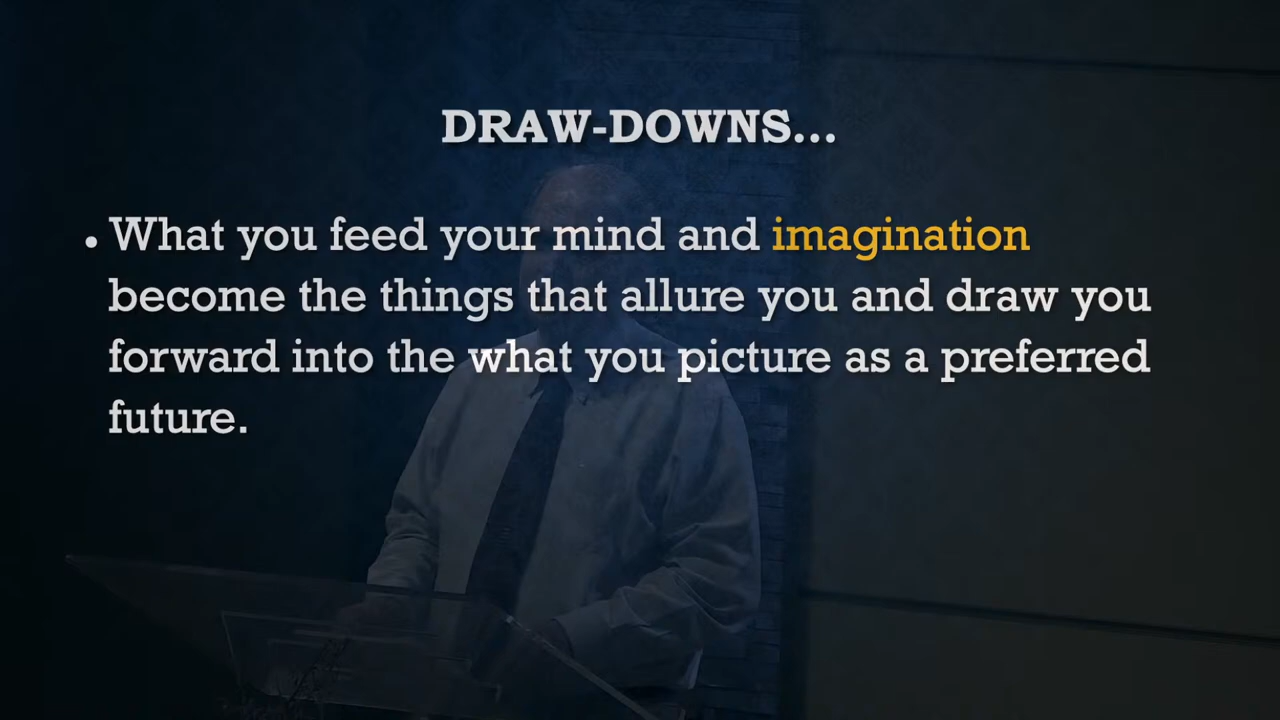 DRAW-DOWNS...
• What you feed your mind and imagination
become the things that allure you and draw you
forward into the what you picture as a preferred
future.